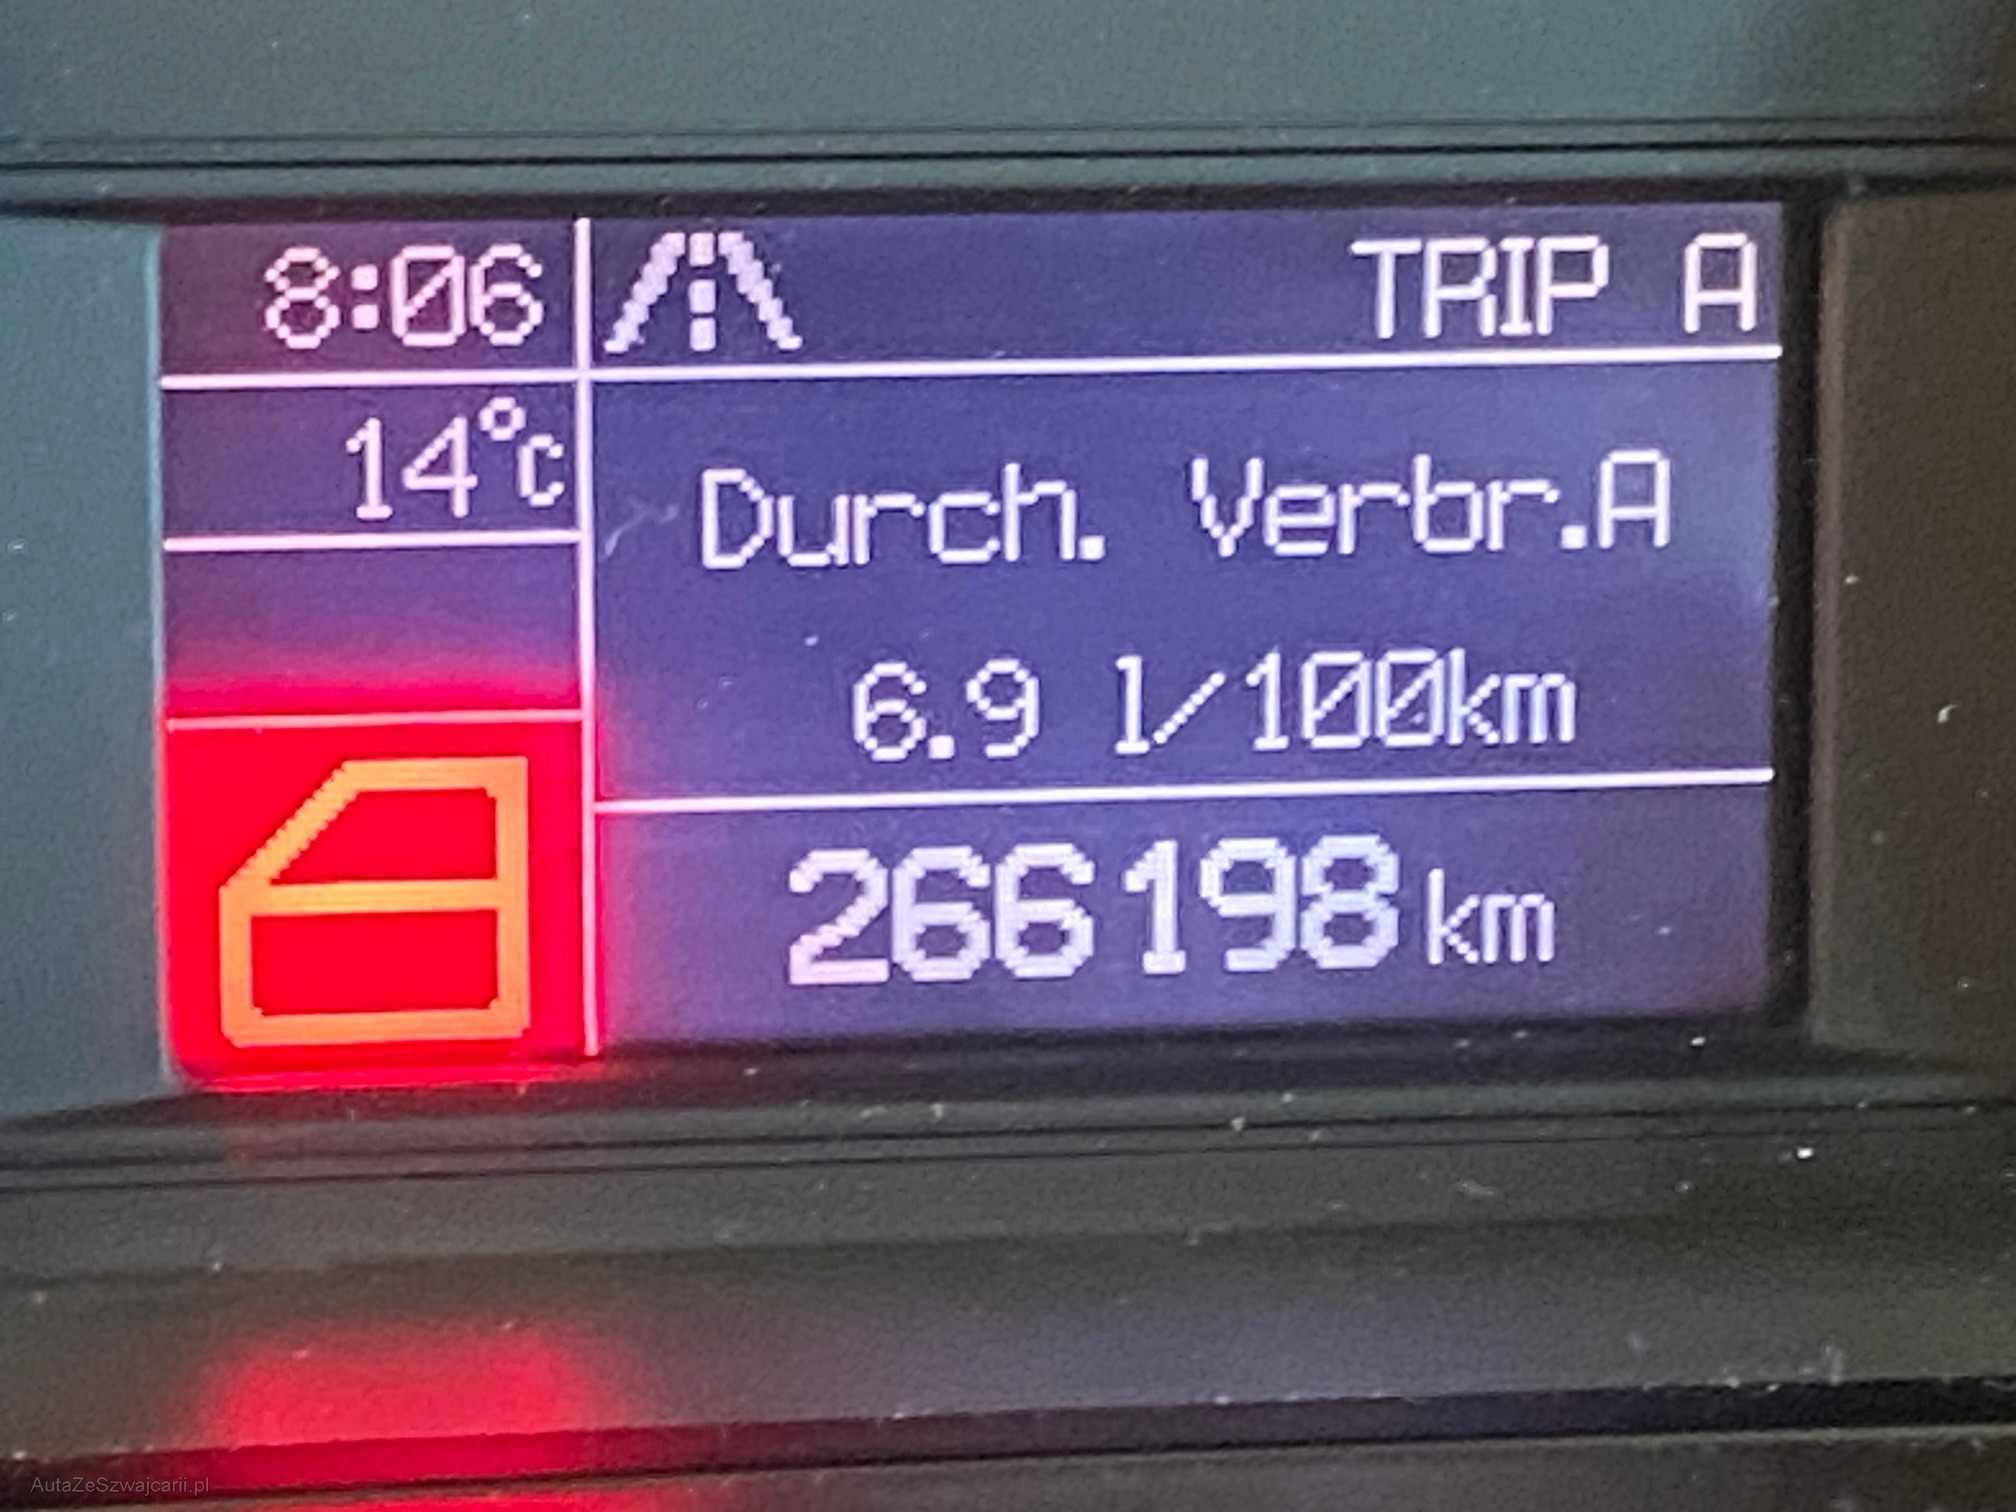 8:06
TRIP A
14°C
Durch. Verbr.A
6.9 l/100km
266198 km
AutaZeSzwajcarii.pl